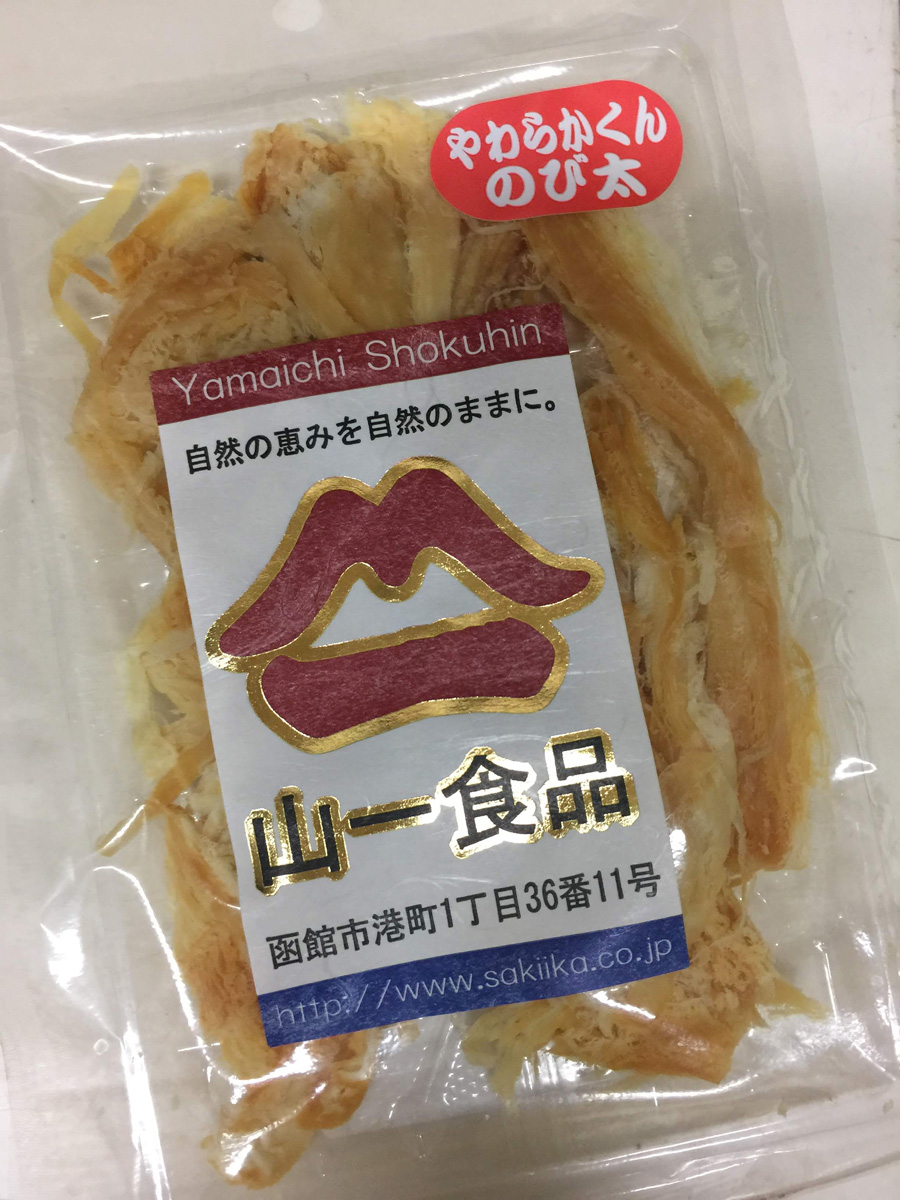 やわらかくん
のび太
Yamaichi Shokuhin
自然の恵みを自然のままに。
山一食品
函館市港町1丁目36番11号
http://www.sakiika.co.jp